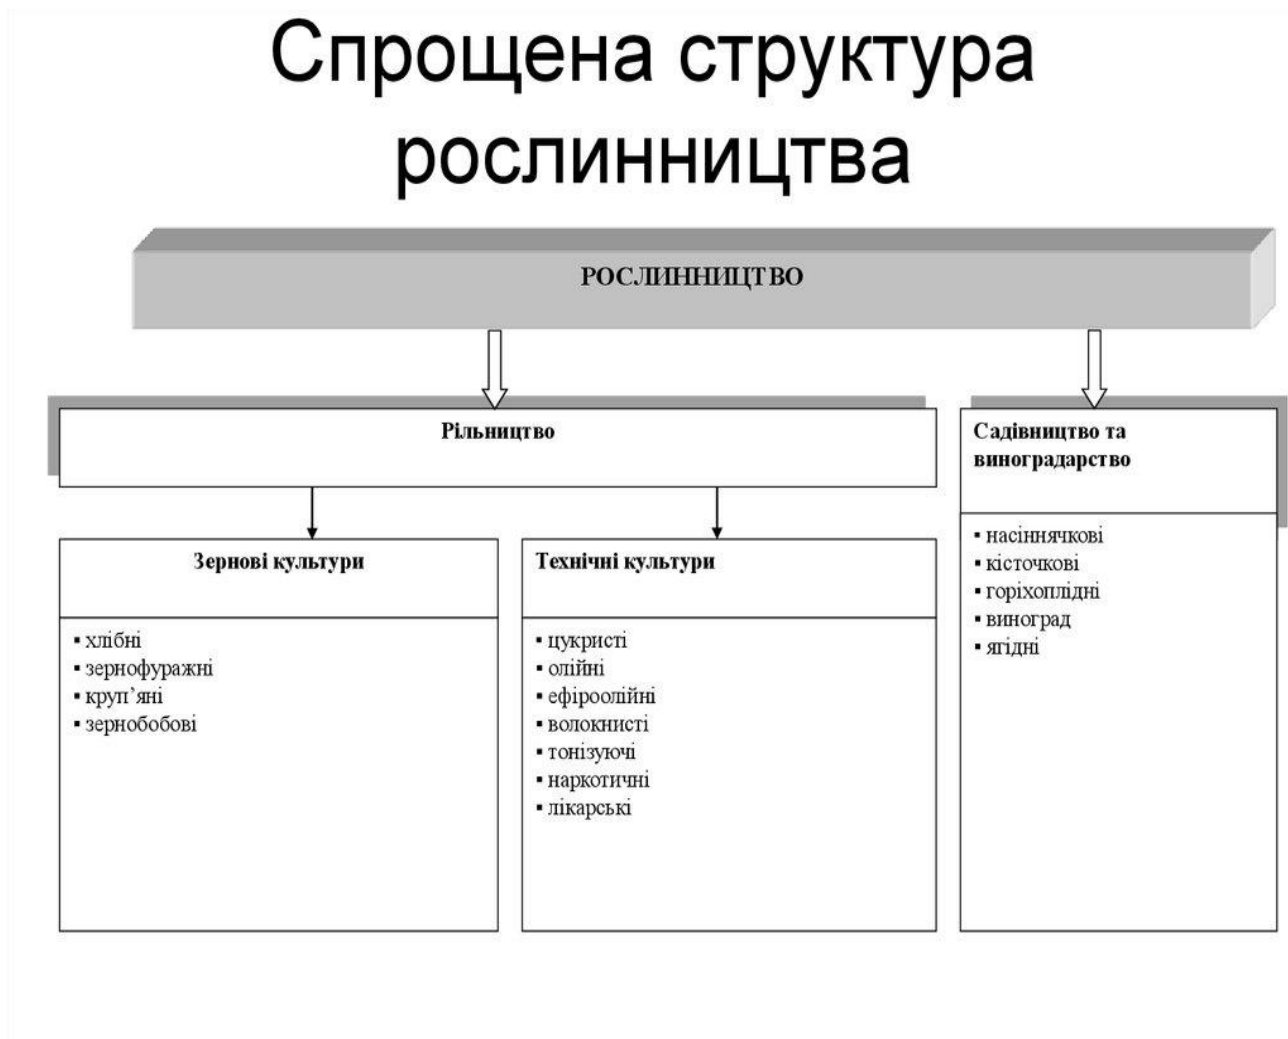 Спрощена структура
рослинництва
РОСЛИННИЦТВО
Рільництво
Зернові культури
▪ хлібні
▪ зернофуражні
▪ круп’яні
▪ зернобобові
Технічні культури
▪ цукристі
▪ олійні
▪ ефіроолійні
▪ волокнисті
▪ тонізуючі
▪ наркотичні
▪ лікарські
Садівництво та
виноградарство
▪ насіннячкові
▪ кісточкові
▪ горіхоплідні
▪ виноград
▪ ягідні